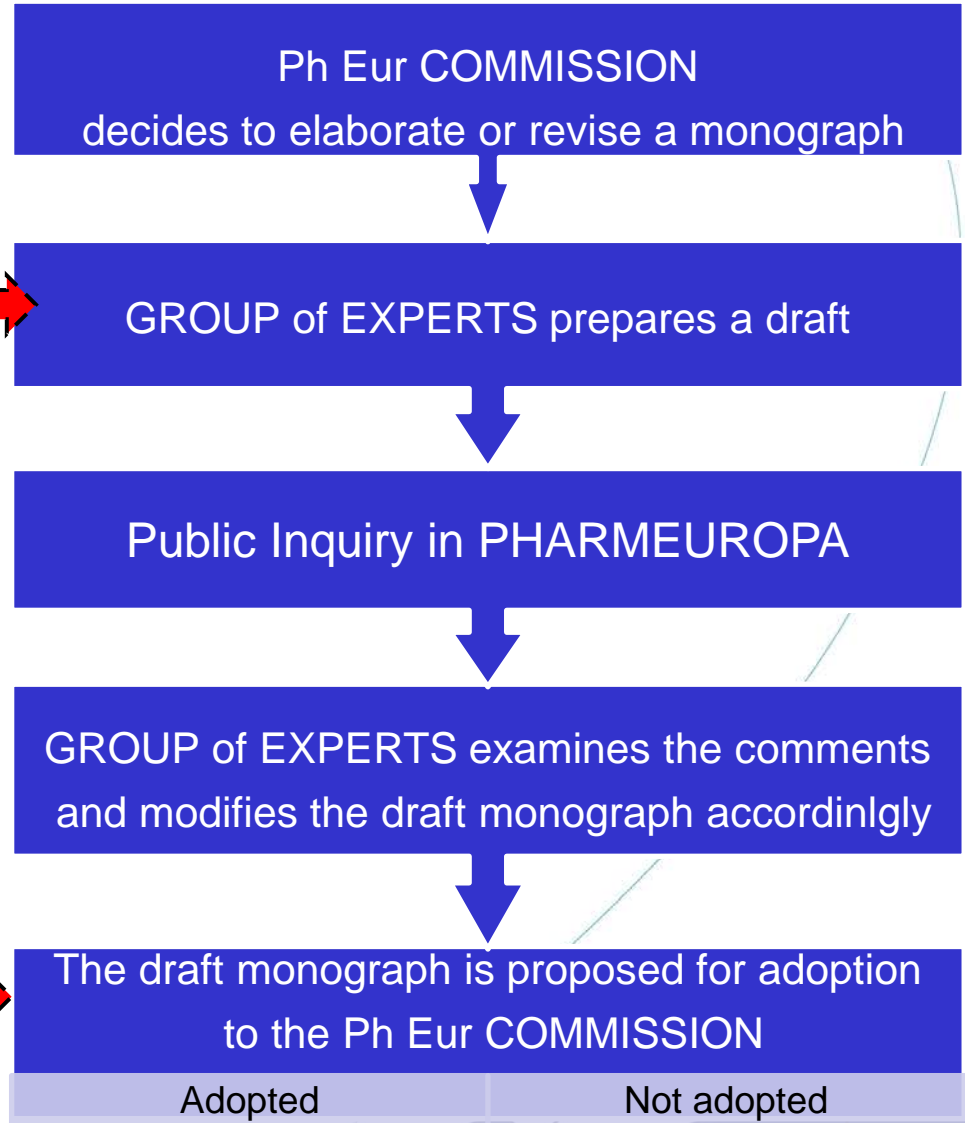 Ph Eur COMMISSION
decides to elaborate or revise a monograph
GROUP of EXPERTS prepares a draft
Public Inquiry in PHARMEUROPA
GROUP of EXPERTS examines the comments
and modifies the draft monograph accordinlgly
The draft monograph is proposed for adoption
to the Ph Eur COMMISSION
Adopted
Not adopted